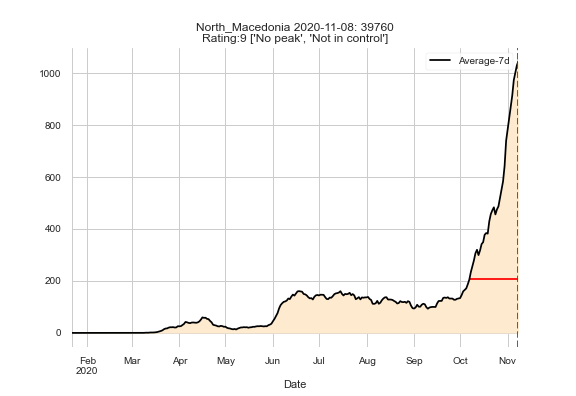 North_Macedonia 2020-11-08: 39760
Rating:9 ['No peak', 'Not in control']
Average-7d
1000
800
600
400
200
0
Feb Mar Apr May Jun Jul Aug Sep Oct Nov
2020
Date